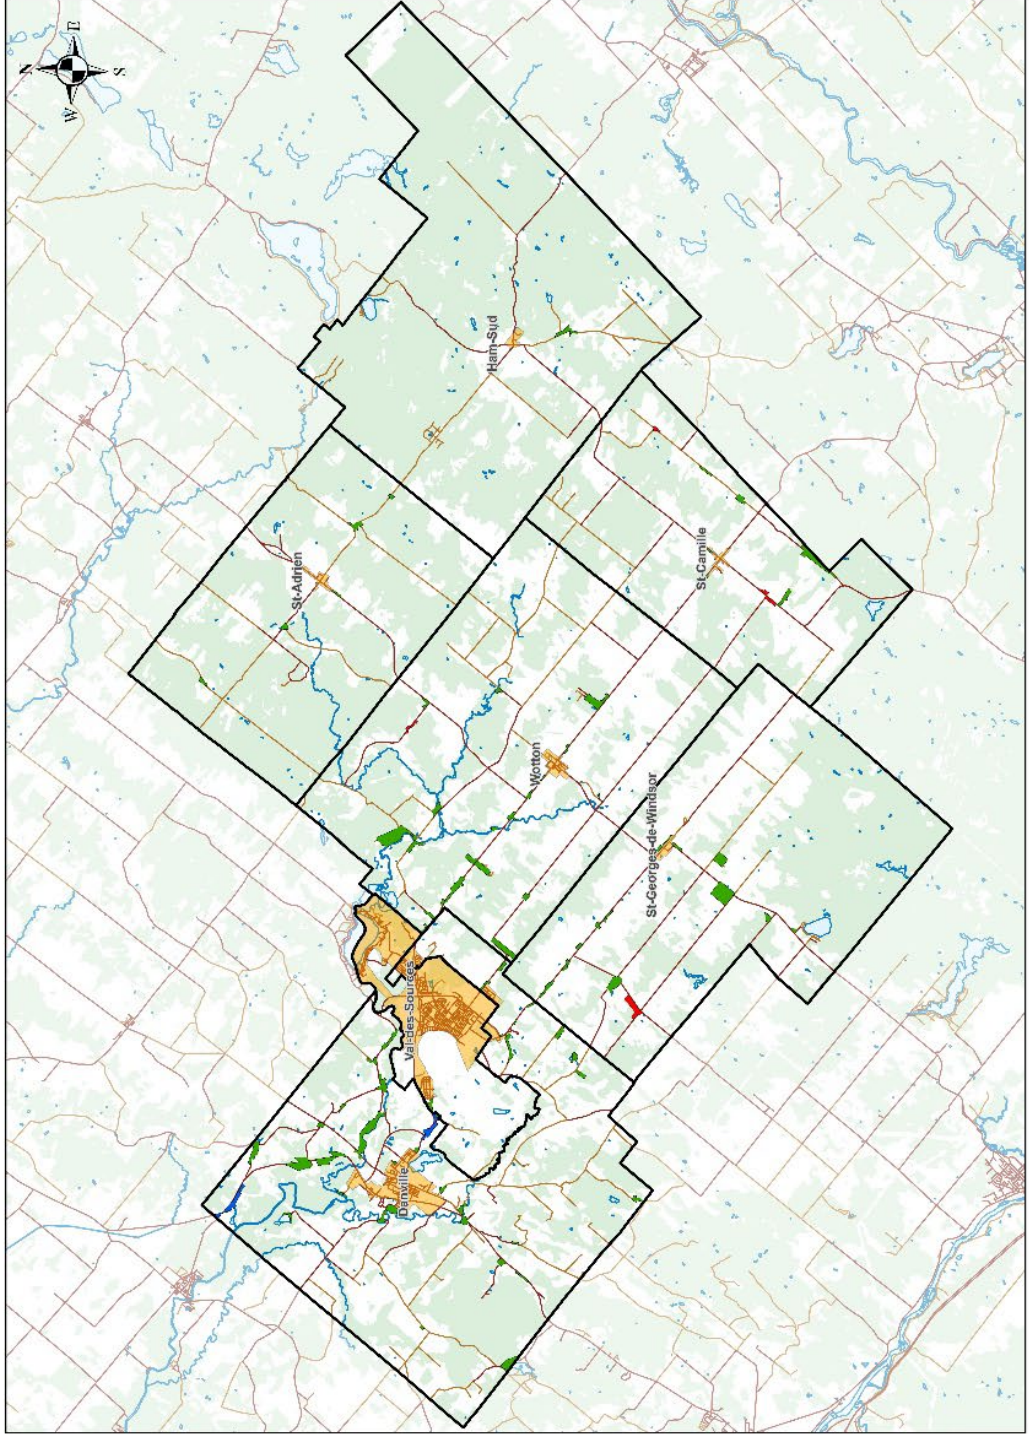 N
E
S
W
Ham-Sud
St-Adrien
St-Camille
Wotton
St-Georges-de-Windsor
Val-des-Sources
Danville